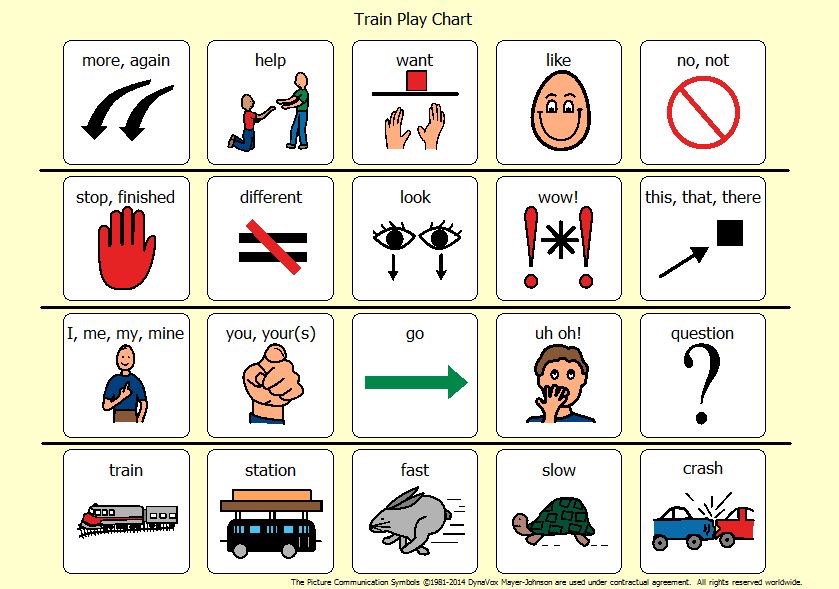 Train Play Chart
more, again
help
want
like
no, not
stop, finished
different
look
wow!
this, that, there
I, me, my, mine
you, your(s)
go
uh oh!
question
train
station
fast
slow
crash
The Picture Communication Symbols ©1981-2014 DynaVox Mayer-Johnson are used under contractual agreement. All rights reserved worldwide.